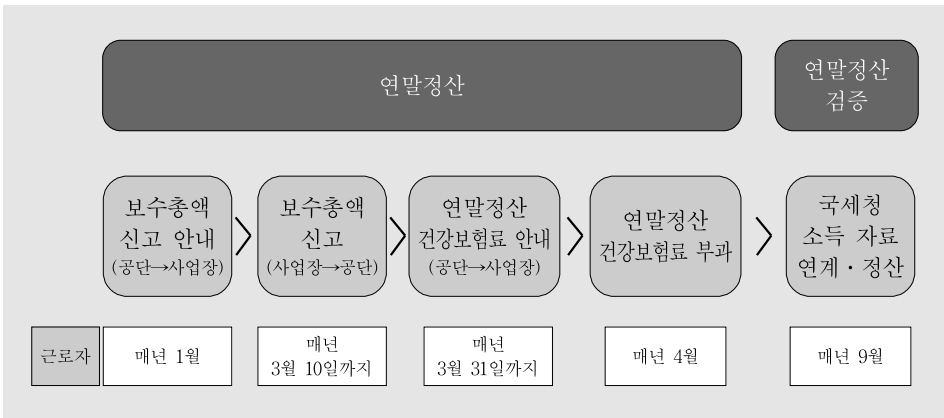 연말정산
연말정산
검증
보수총액
신고 안내
(공단→사업장)
보수총액
신고
(사업장→공단)
연말정산
건강보험료 안내
(공단→사업장)
연말정산
건강보험료 부과
국세청
소득 자료
연계·정산
근로자
매년 1월
매년
3월 10일까지
매년
3월 31일까지
매년 4월
매년 9월